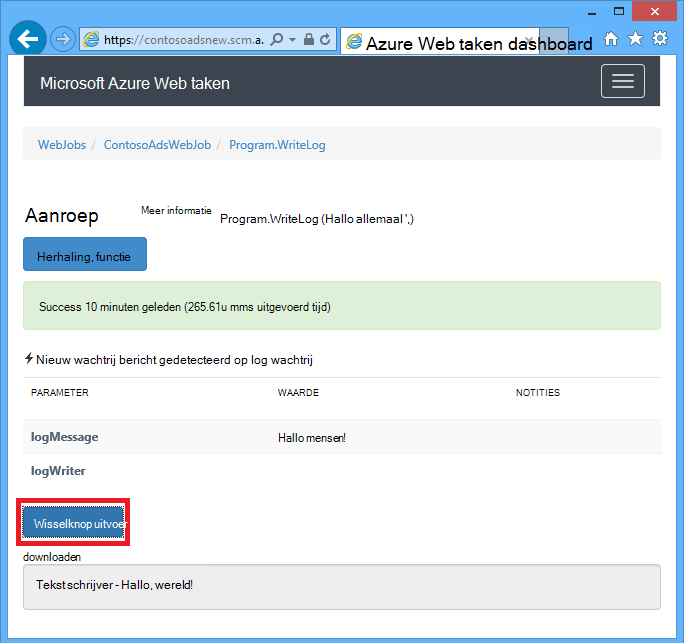 https://contosoadsnew.scm.a.
Azure Web taken dashboard
Microsoft Azure Web taken
WebJobs / ContosoAdsWebJob / Program.WriteLog
Aanroep Meer informatie Program.WriteLog (Hallo allemaal ',)
Herhaling, functie
Success 10 minuten geleden (265.61u mms uitgevoerd tijd)
Nieuw wachtrij bericht gedetecteerd op log wachtrij
PARAMETER WAARDE NOTITIES
logMessage Hallo mensen!
logWriter
Wisselknop uitvoer
downloaden
Tekstschrijver - Hallo, wereld!